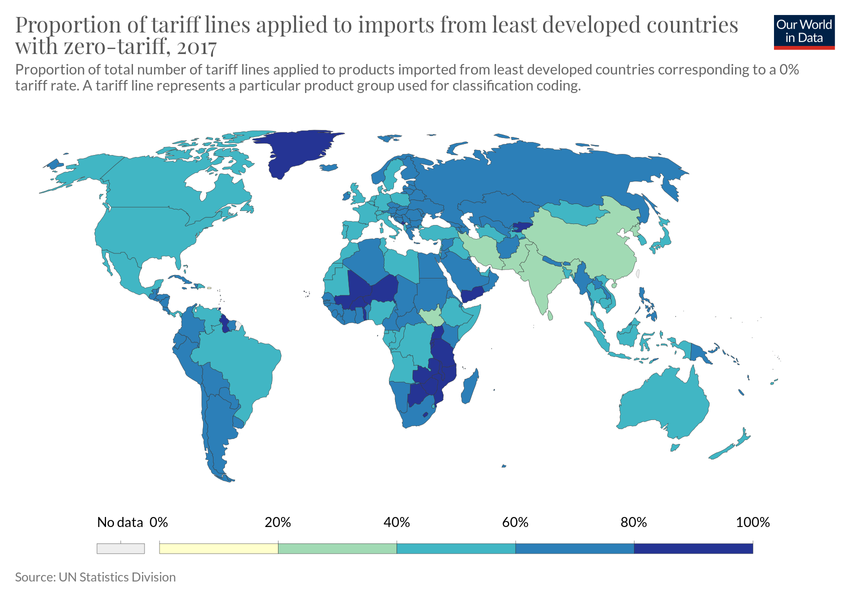 Proportion of tariff lines applied to imports from least developed countries
with zero-tariff, 2017
Our World
in Data
Proportion of total number of tariff lines applied to products imported from least developed countries corresponding to a 0%
tariff rate. A tariff line represents a particular product group used for classification coding.
No data 0% 20% 40% 60% 80% 100%
Source: UN Statistics Division